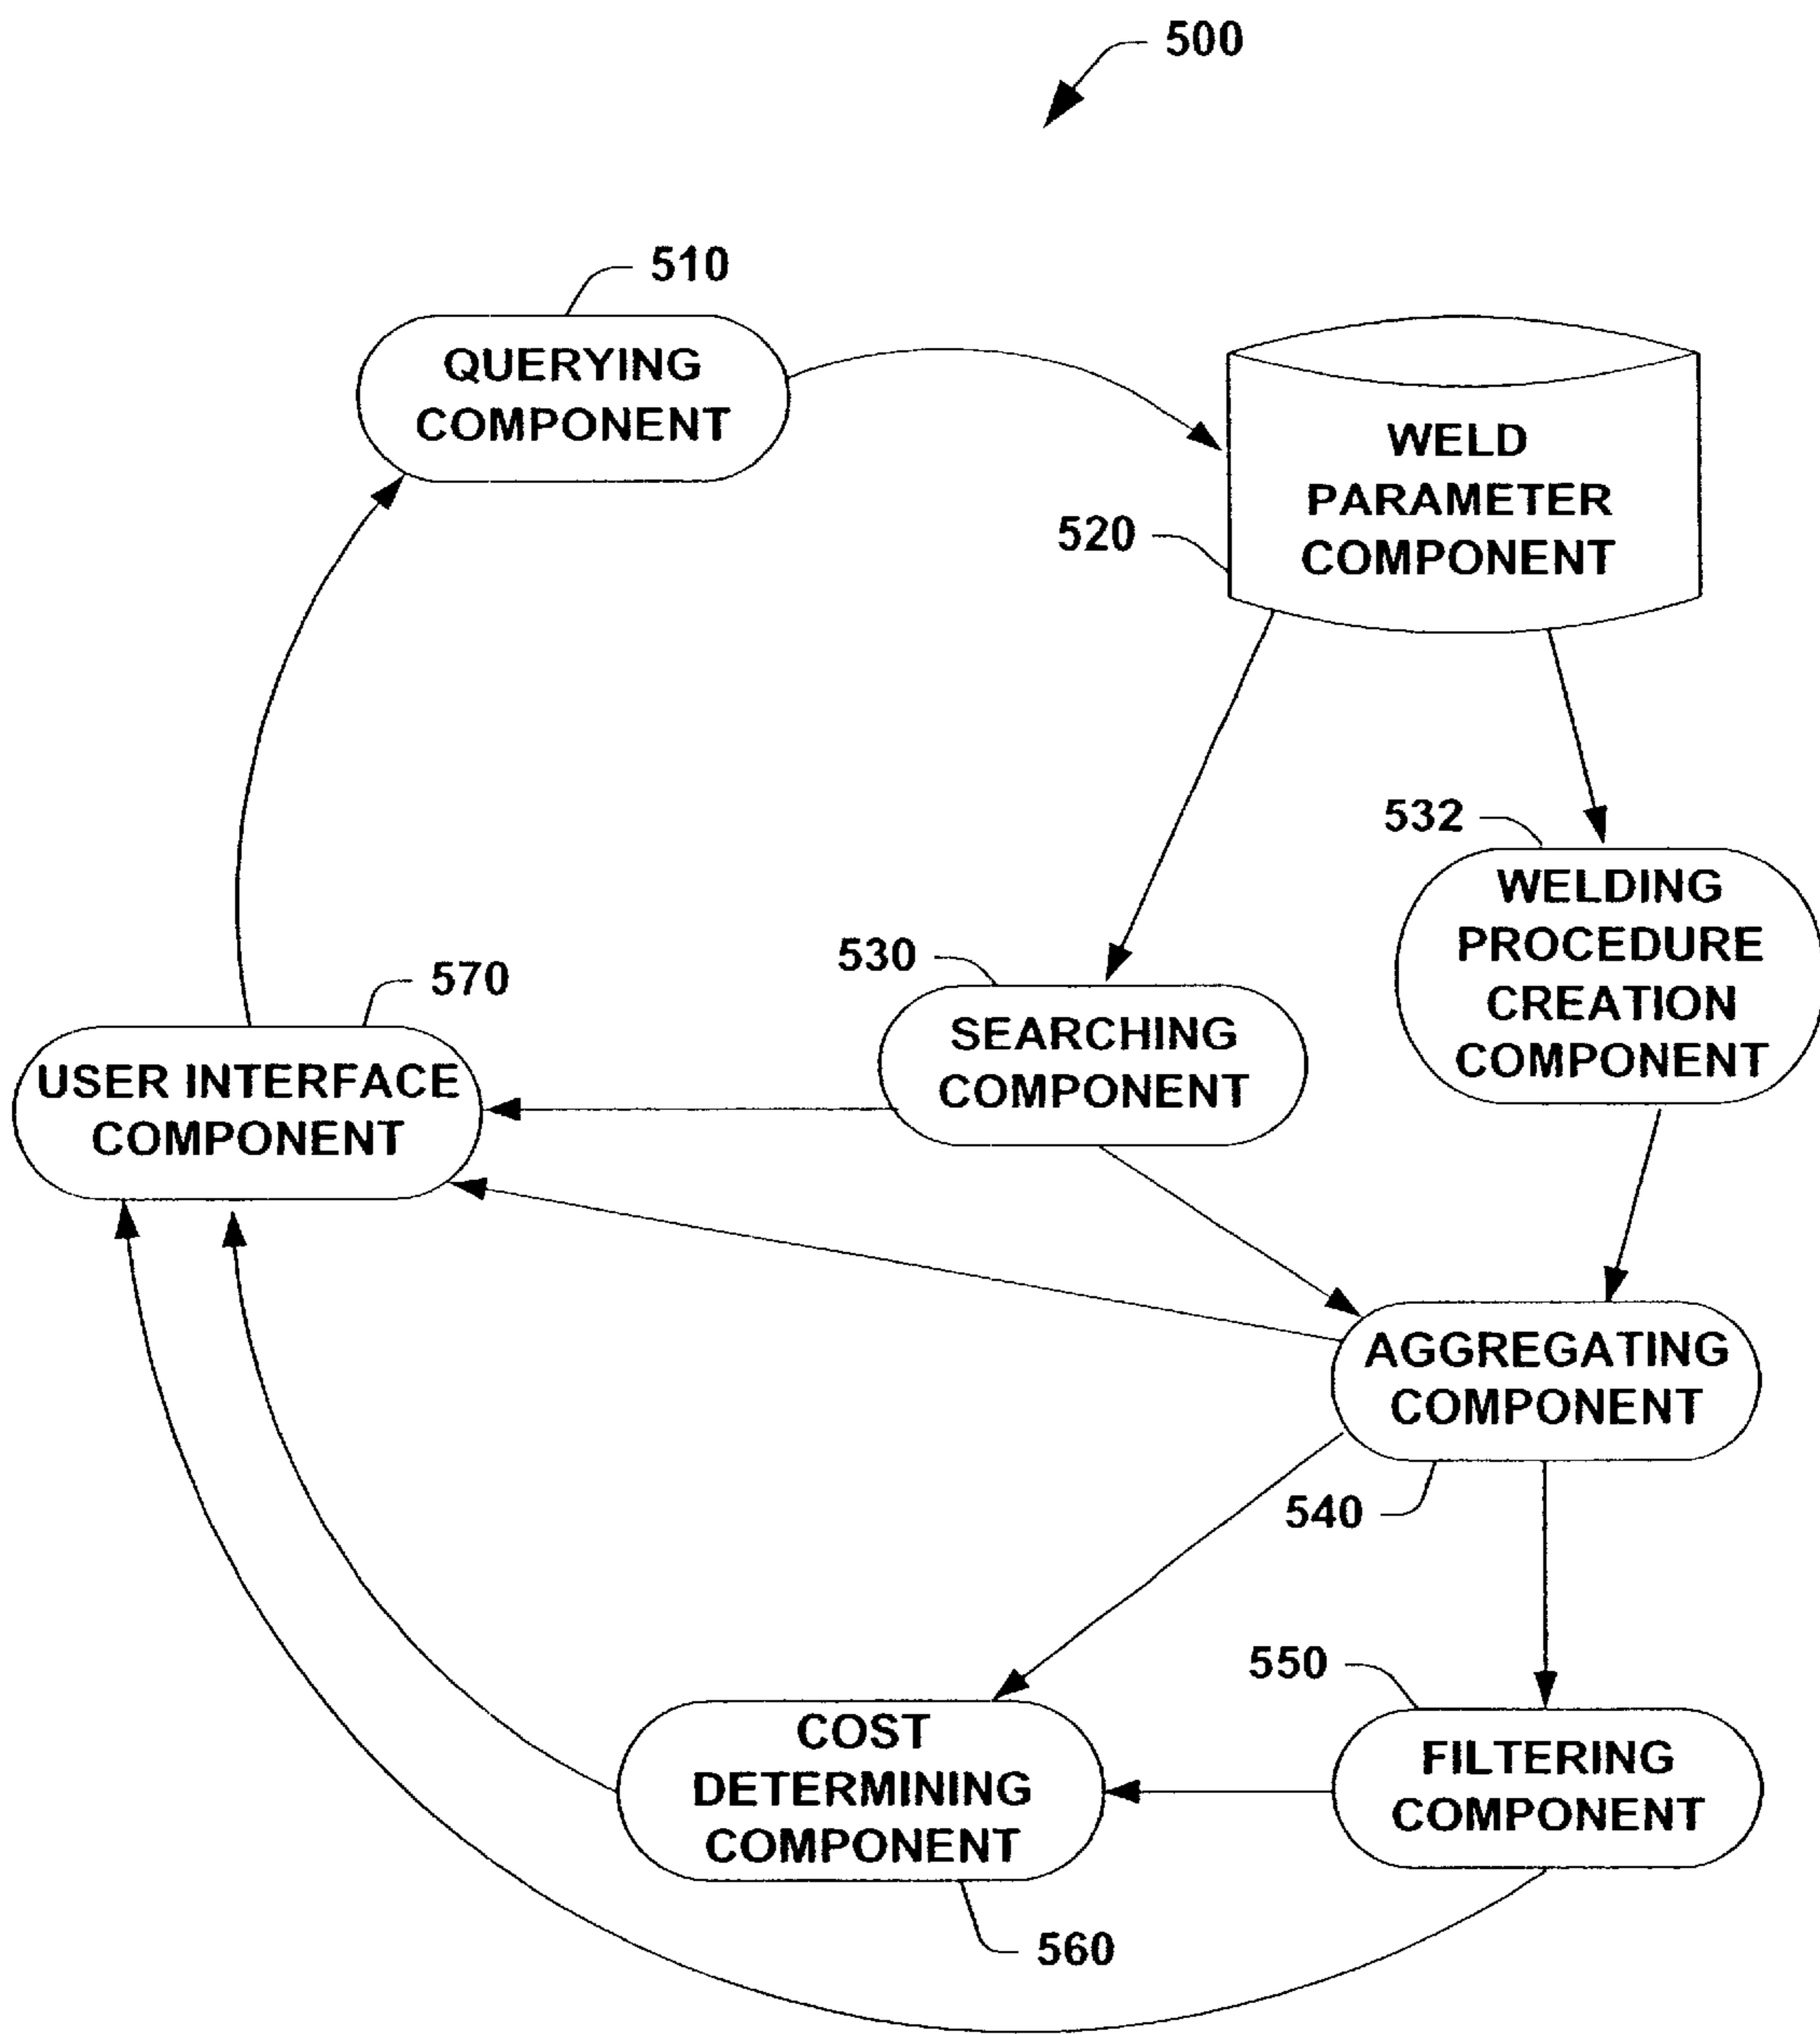 500
510
QUERYING
COMPONENT
WELD
PARAMETER
COMPONENT
520
532
WELDING
PROCEDURE
CREATION
COMPONENT
530
SEARCHING
COMPONENT
570
USER INTERFACE
COMPONENT
AGGREGATING
COMPONENT
540
550
FILTERING
COMPONENT
COST
DETERMINING
COMPONENT
560